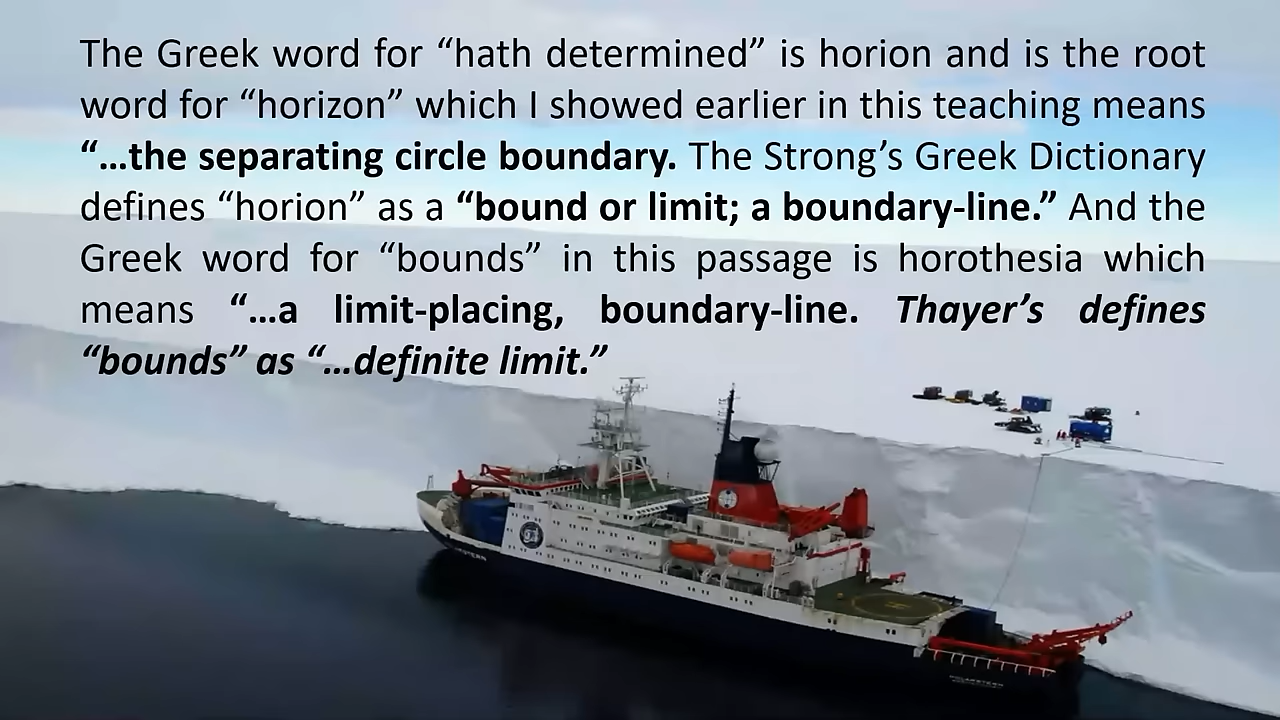 The Greek word for “hath determined” is horion and is the root
word for “horizon” which I showed earlier in this teaching means
“…the separating circle boundary. The Strong’s Greek Dictionary
defines “horion” as a “bound or limit; a boundary-line.” And the
Greek word for “bounds” in this passage is horothesia which
means “…a limit-placing, boundary-line. Thayer’s defines
“bounds” as “…definite limit.”
POLARSTERN